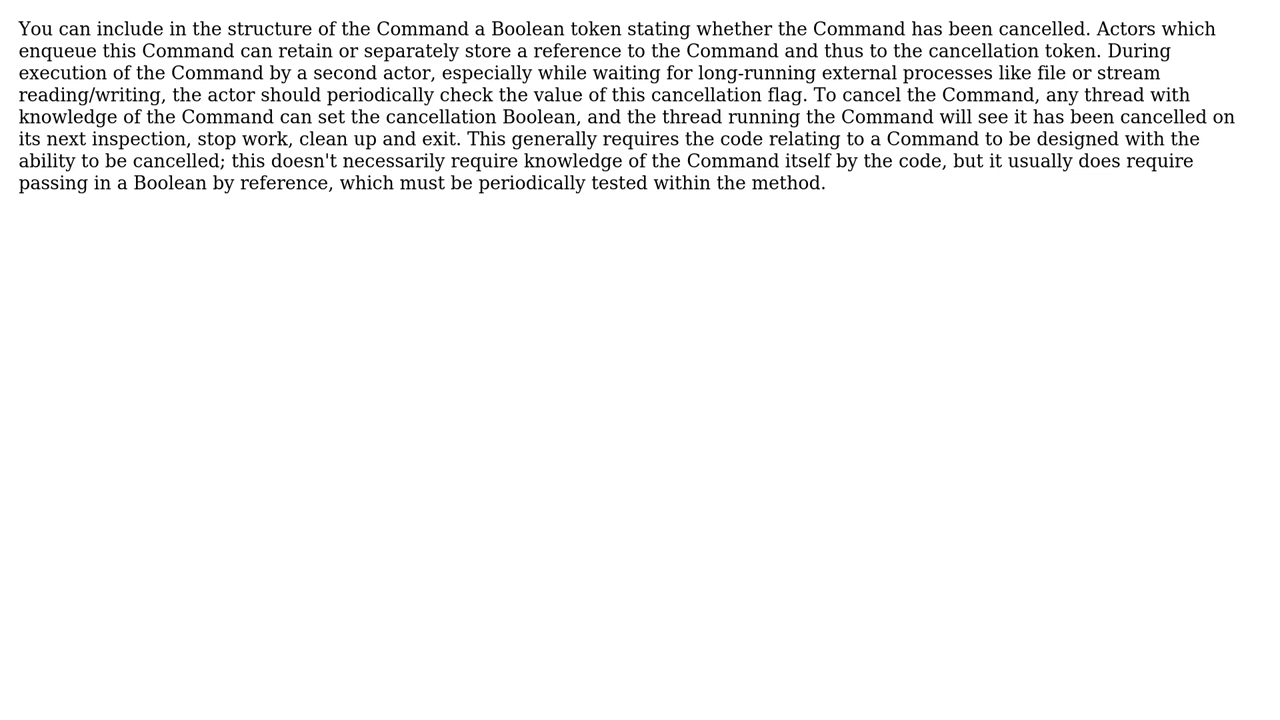 You can include in the structure of the Command a Boolean token stating whether the Command has been cancelled. Actors which
enqueue this Command can retain or separately store a reference to the Command and thus to the cancellation token. During
execution of the Command by a second actor, especially while waiting for long-running external processes like file or stream
reading/writing, the actor should periodically check the value of this cancellation flag. To cancel the Command, any thread with
knowledge of the Command can set the cancellation Boolean, and the thread running the Command will see it has been cancelled on
its next inspection, stop work, clean up and exit. This generally requires the code relating to a Command to be designed with the
ability to be cancelled; this doesn't necessarily require knowledge of the Command itself by the code, but it usually does require
passing in a Boolean by reference, which must be periodically tested within the method.